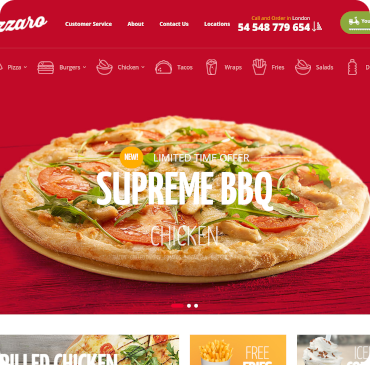 zzaro
Customer Service About Contact Us Locations
Call and Order in London
54 548 779 654
You
Pizza Burgers Chicken Tacos Wraps Fries Salads D
NEW! LIMITED TIME OFFER
SUPREME BBQ
CHICKEN
RILLED CHICKEN
FREE
FRIES
ICE